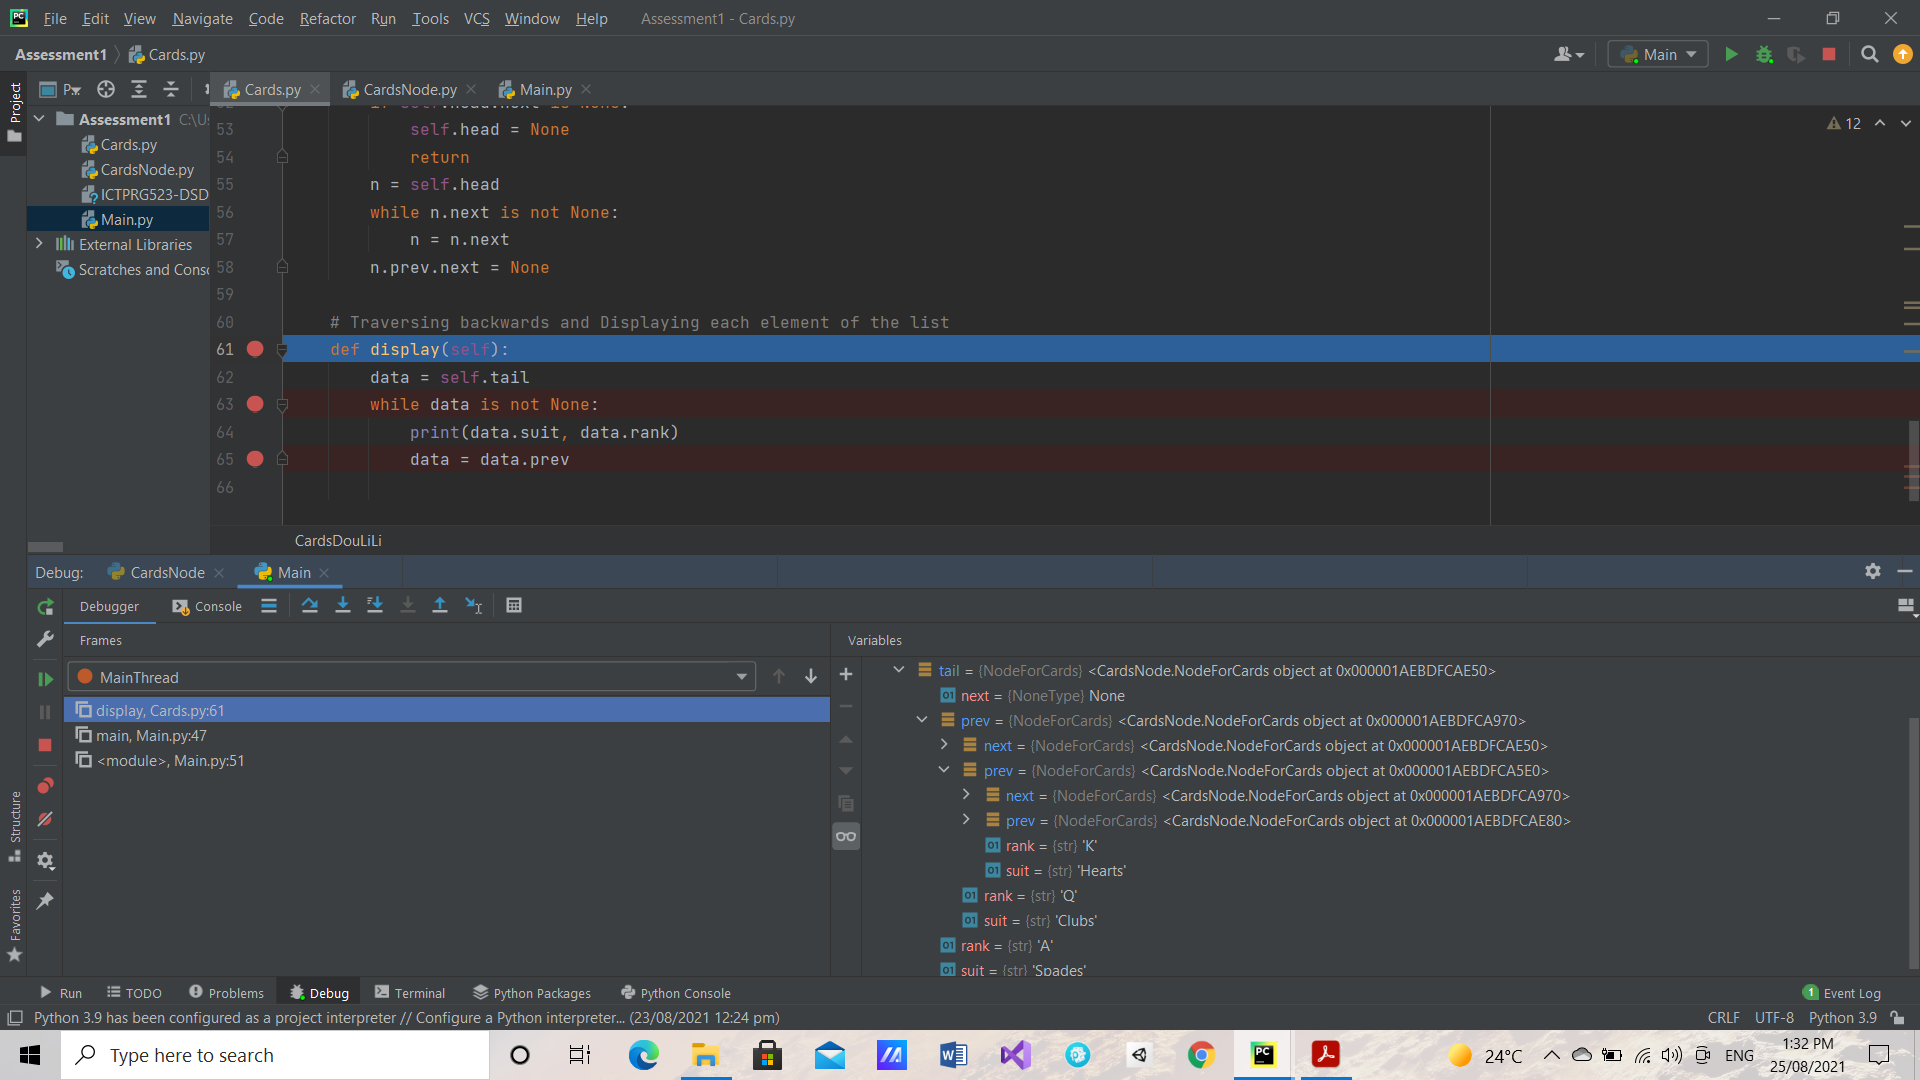 File Edit View Navigate Code Refactor Run Tools VCS Window Help Assessment1 - Cards.py
Assessment1 Cards.py Main
P Cards.py CardsNode.py Main.py
Project
Assessment1 C:\U
Cards.py
CardsNode.py
ICTPRG523-DSD
Main.py
External Libraries
Scratches and Conso
12
53 self.head = None
54 return
55 n = self.head
56 while n.next is not None:
57 n = n.next
58 n.prev.next = None
59
60 # Traversing backwards and Displaying each element of the list
61 def display(self):
62 data = self.tail
63 while data is not None:
64 print(data.suit, data.rank)
65 data = data.prev
66
CardsDouLiLi
Debug: CardsNode Main
Debugger Console
Frames
MainThread
display, Cards.py:61
main, Main.py:47
<module>, Main.py:51
Variables
tail = {NodeForCards} <CardsNode.NodeForCards object at 0x000001AEBDFCAE50>
next = {NoneType} None
prev = {NodeForCards} <CardsNode.NodeForCards object at 0x000001AEBDFCA970>
next = {NodeForCards} <CardsNode.NodeForCards object at 0x000001AEBDFCAE50>
prev = {NodeForCards} <CardsNode.NodeForCards object at 0x000001AEBDFCA5E0>
next = {NodeForCards} <CardsNode.NodeForCards object at 0x000001AEBDFCA970>
prev = {NodeForCards} <CardsNode.NodeForCards object at 0x000001AEBDFCAE80>
rank = {str} 'K'
suit = {str} 'Hearts'
rank = {str} 'Q'
suit = {str} 'Clubs'
rank = {str} 'A'
suit = {str} 'Spades'
Structure
Favorites
Run TODO Problems Debug Terminal Python Packages Python Console 1 Event Log
Python 3.9 has been configured as a project interpreter // Configure a Python interpreter... (23/08/2021 12:24 pm) CRLF UTF-8 Python 3.9
Type here to search 24°C ENG 1:32 PM
25/08/2021